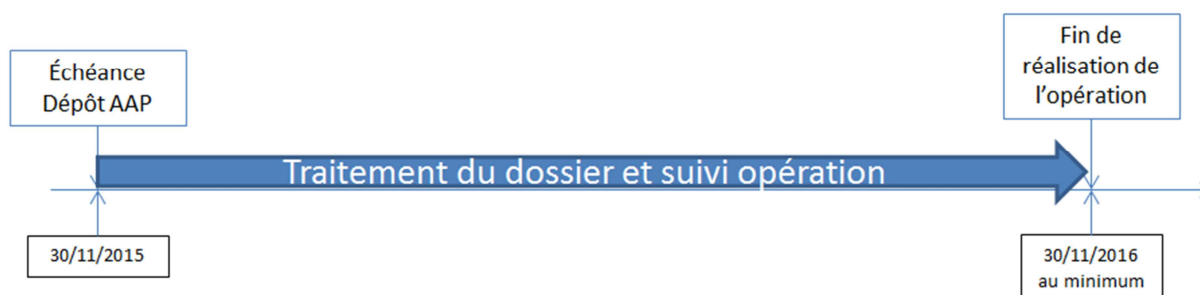 Échéance
Dépôt AAP
Fin de
réalisation de
l'opération
Traitement du dossier et suivi opération
30/11/2015
30/11/2016
au minimum